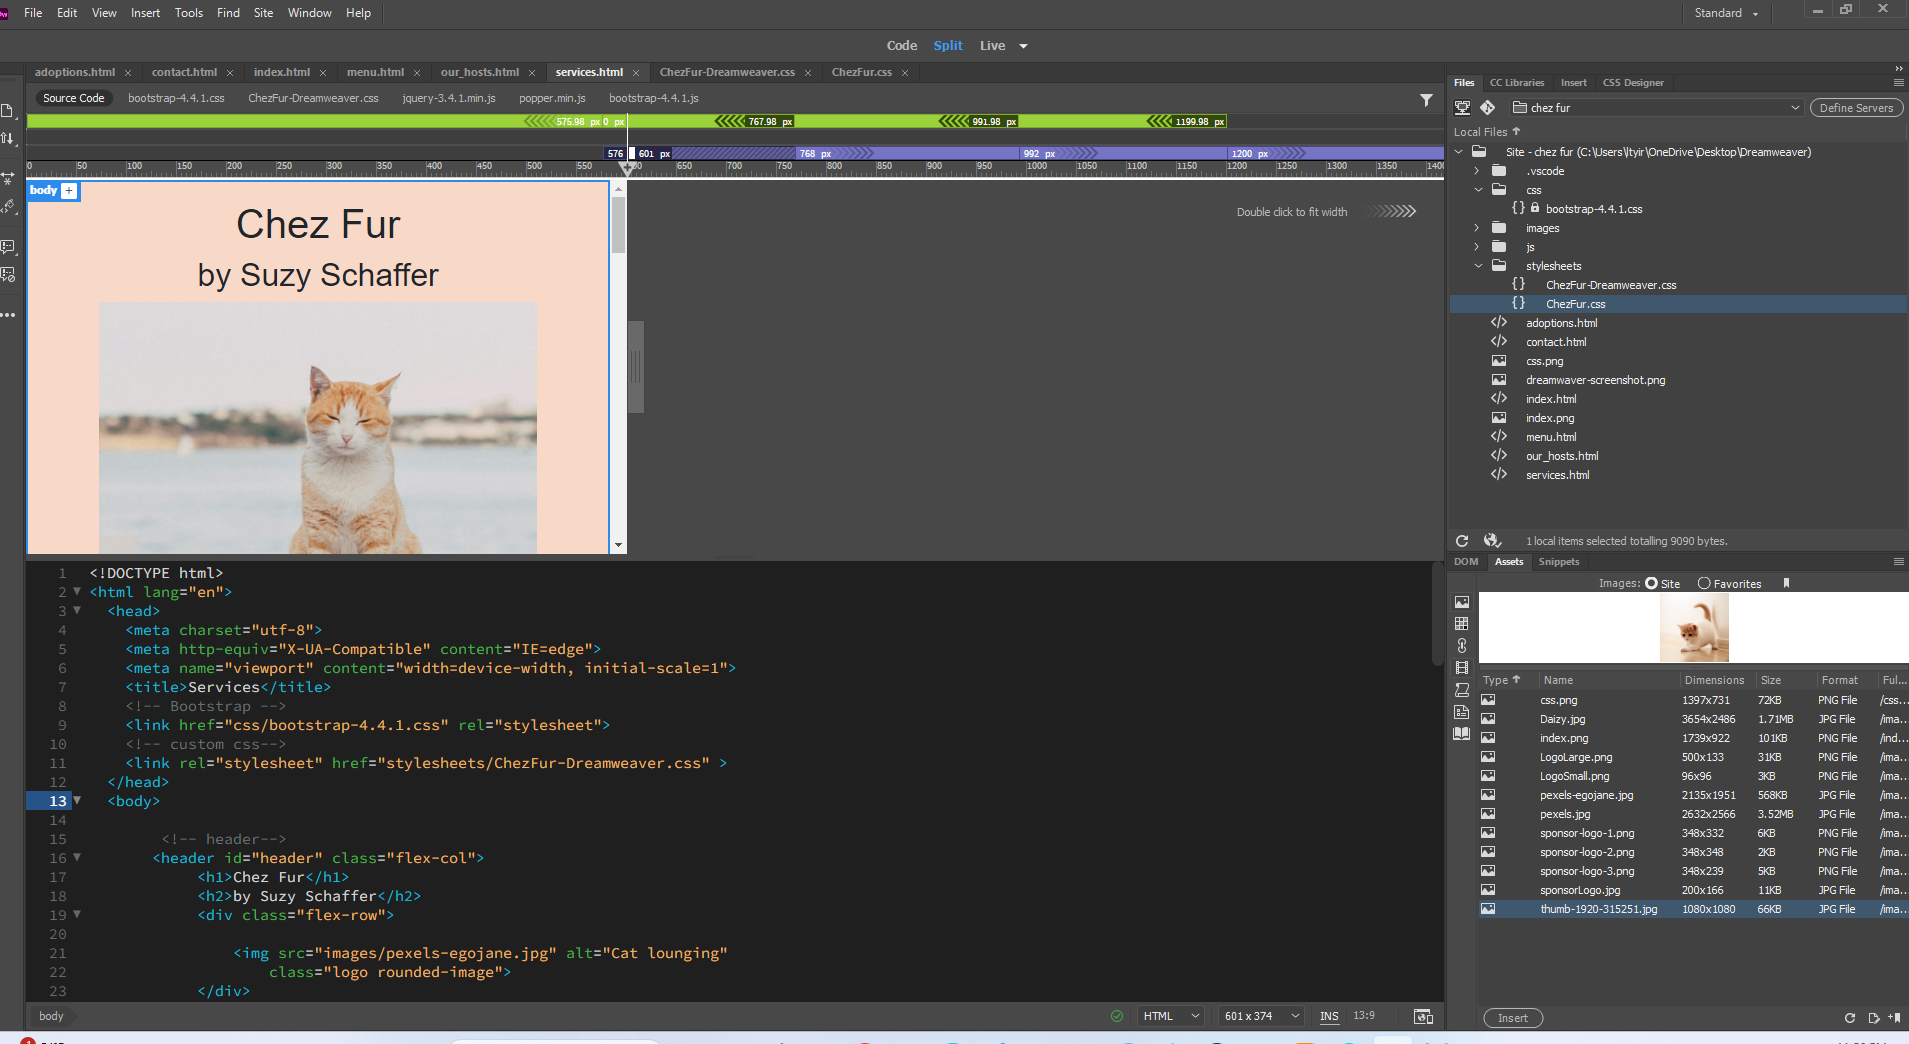 File Edit View Insert Tools Find Site Window Help
Standard
Code Split Live
adoptions.html × contact.html × index.html × menu.html × our_hosts.html × services.html × ChezFur-Dreamweaver.css × ChezFur.css ×
Source Code bootstrap-4.4.1.css ChezFur-Dreamweaver.css jquery-3.4.1.min.js popper.min.js bootstrap-4.4.1.js
575.98 px 0 px 767.98 px 991.98 px 1199.98 px
576 601 px 768 px 992 px 1200 px
0 50 100 150 200 250 300 350 400 450 500 550 600 650 700 750 800 850 900 950 1000 1050 1100 1150 1200 1250 1300 1350 1400
body +
Double click to fit width
Chez Fur
by Suzy Schaffer
1 <!DOCTYPE html>
2 <html lang="en">
3 <head>
4 <meta charset="utf-8">
5 <meta http-equiv="X-UA-Compatible" content="IE=edge">
6 <meta name="viewport" content="width=device-width, initial-scale=1">
7 <title>Services</title>
8 <!-- Bootstrap -->
9 <link href="css/bootstrap-4.4.1.css" rel="stylesheet">
10 <!-- custom css-->
11 <link rel="stylesheet" href="stylesheets/ChezFur-Dreamweaver.css" >
12 </head>
13 <body>
14
15 <!-- header-->
16 <header id="header" class="flex-col">
17 <h1>Chez Fur</h1>
18 <h2>by Suzy Schaffer</h2>
19 <div class="flex-row">
20
21 <img src="images/pexels-egojane.jpg" alt="Cat lounging"
22 class="logo rounded-image">
23 </div>
body
HTML 601 x 374 INS 13:9
Files CC Libraries Insert CSS Designer
chez fur Define Servers
Local Files
Site - chez fur (C:\Users\ltyir\OneDrive\Desktop\Dreamweaver)
.vscode
css
bootstrap-4.4.1.css
images
js
stylesheets
ChezFur-Dreamweaver.css
ChezFur.css
adoptions.html
contact.html
css.png
dreamwaver-screenshot.png
index.html
index.png
menu.html
our_hosts.html
services.html
1 local items selected totalling 9090 bytes.
DOM Assets Snippets
Images: Site Favorites
Type Name Dimensions Size Format Ful...
css.png 1397x731 72KB PNG File /css...
Daizy.jpg 3654x2486 1.71MB JPG File /ima...
index.png 1739x922 101KB PNG File /ind...
LogoLarge.png 500x133 31KB PNG File /ima...
LogoSmall.png 96x96 3KB PNG File /ima...
pexels-egojane.jpg 2135x1951 568KB JPG File /ima...
pexels.jpg 2632x2566 3.52MB JPG File /ima...
sponsor-logo-1.png 348x332 6KB PNG File /ima...
sponsor-logo-2.png 348x348 2KB PNG File /ima...
sponsor-logo-3.png 348x239 5KB PNG File /ima...
sponsorLogo.jpg 200x166 11KB JPG File /ima...
thumb-1920-315251.jpg 1080x1080 66KB JPG File /ima...
Insert